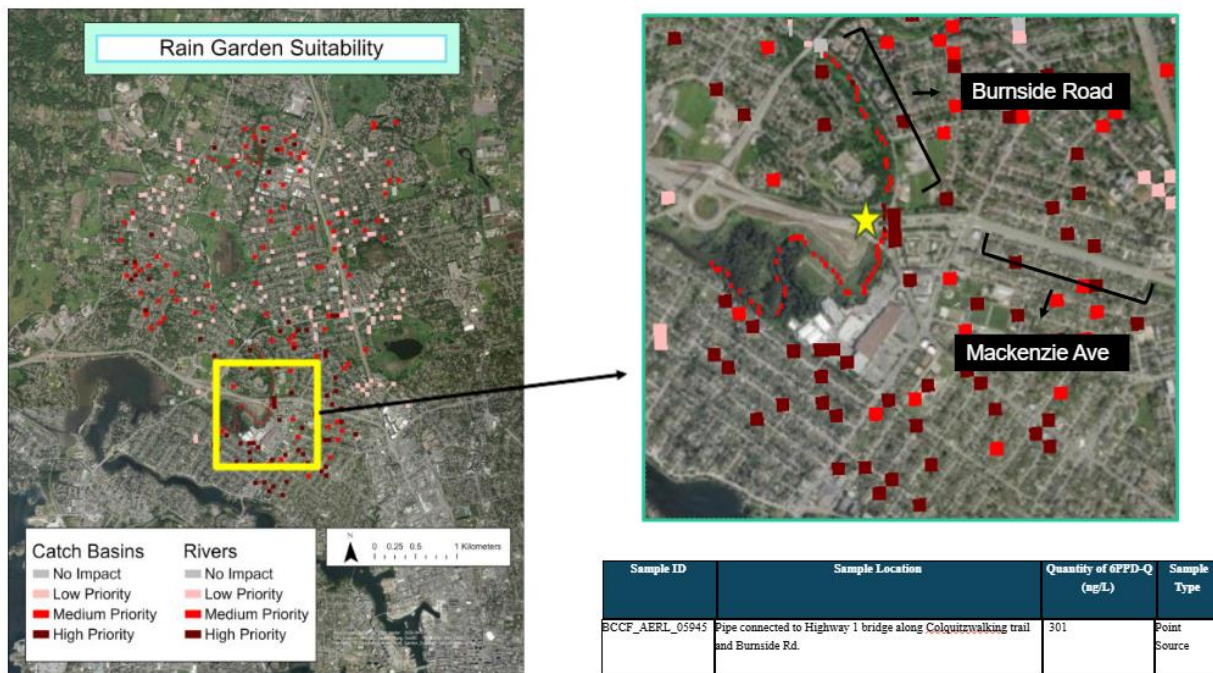 Rain Garden Suitability
Catch Basins
No Impact
Low Priority
Medium Priority
High Priority
Rivers
No Impact
Low Priority
Medium Priority
High Priority
N
0 0.25 0.5 1 Kilometers
Burnside Road
Mackenzie Ave
Sample ID Sample Location Quantity of 6PPD-Q (ng/L) Sample Type
BCCF_AERL_05945 Pipe connected to Highway 1 bridge along Colquitzwalking trail and Burnside Rd. 301 Point Source